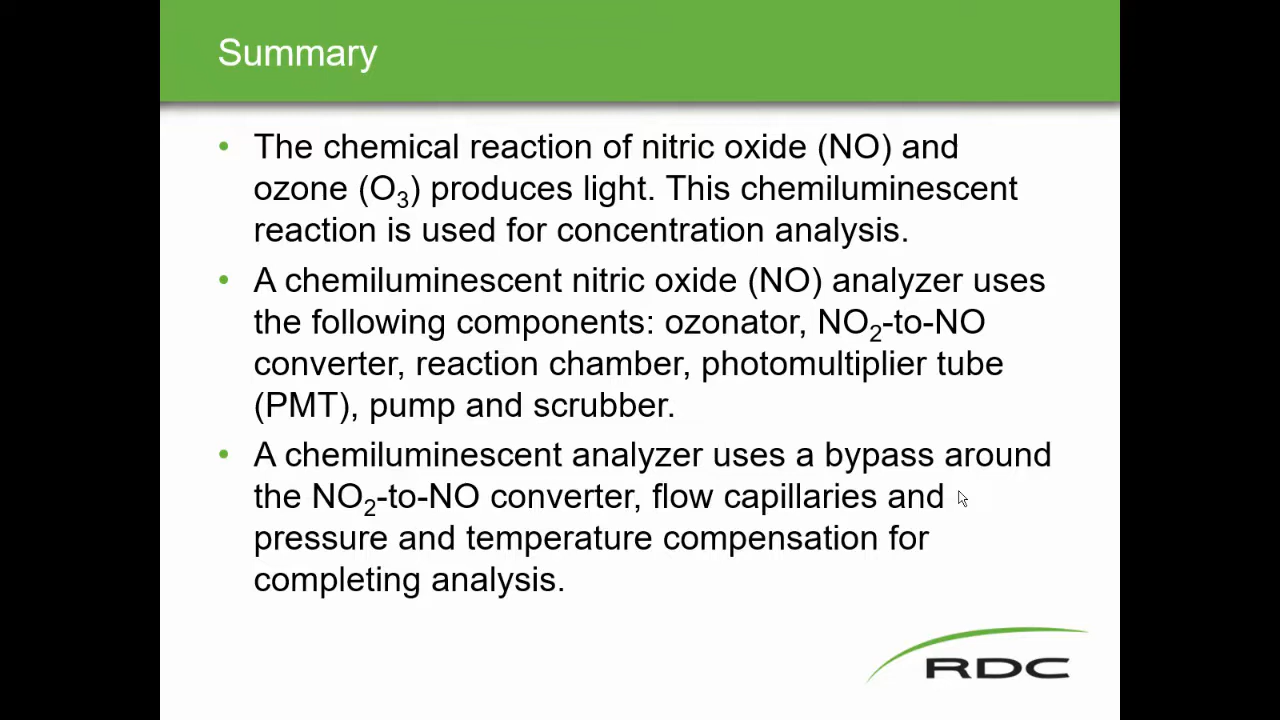 Summary
• The chemical reaction of nitric oxide (NO) and
ozone (O₃) produces light. This chemiluminescent
reaction is used for concentration analysis.
• A chemiluminescent nitric oxide (NO) analyzer uses
the following components: ozonator, NO₂-to-NO
converter, reaction chamber, photomultiplier tube
(PMT), pump and scrubber.
• A chemiluminescent analyzer uses a bypass around
the NO₂-to-NO converter, flow capillaries and
pressure and temperature compensation for
completing analysis.
RDC